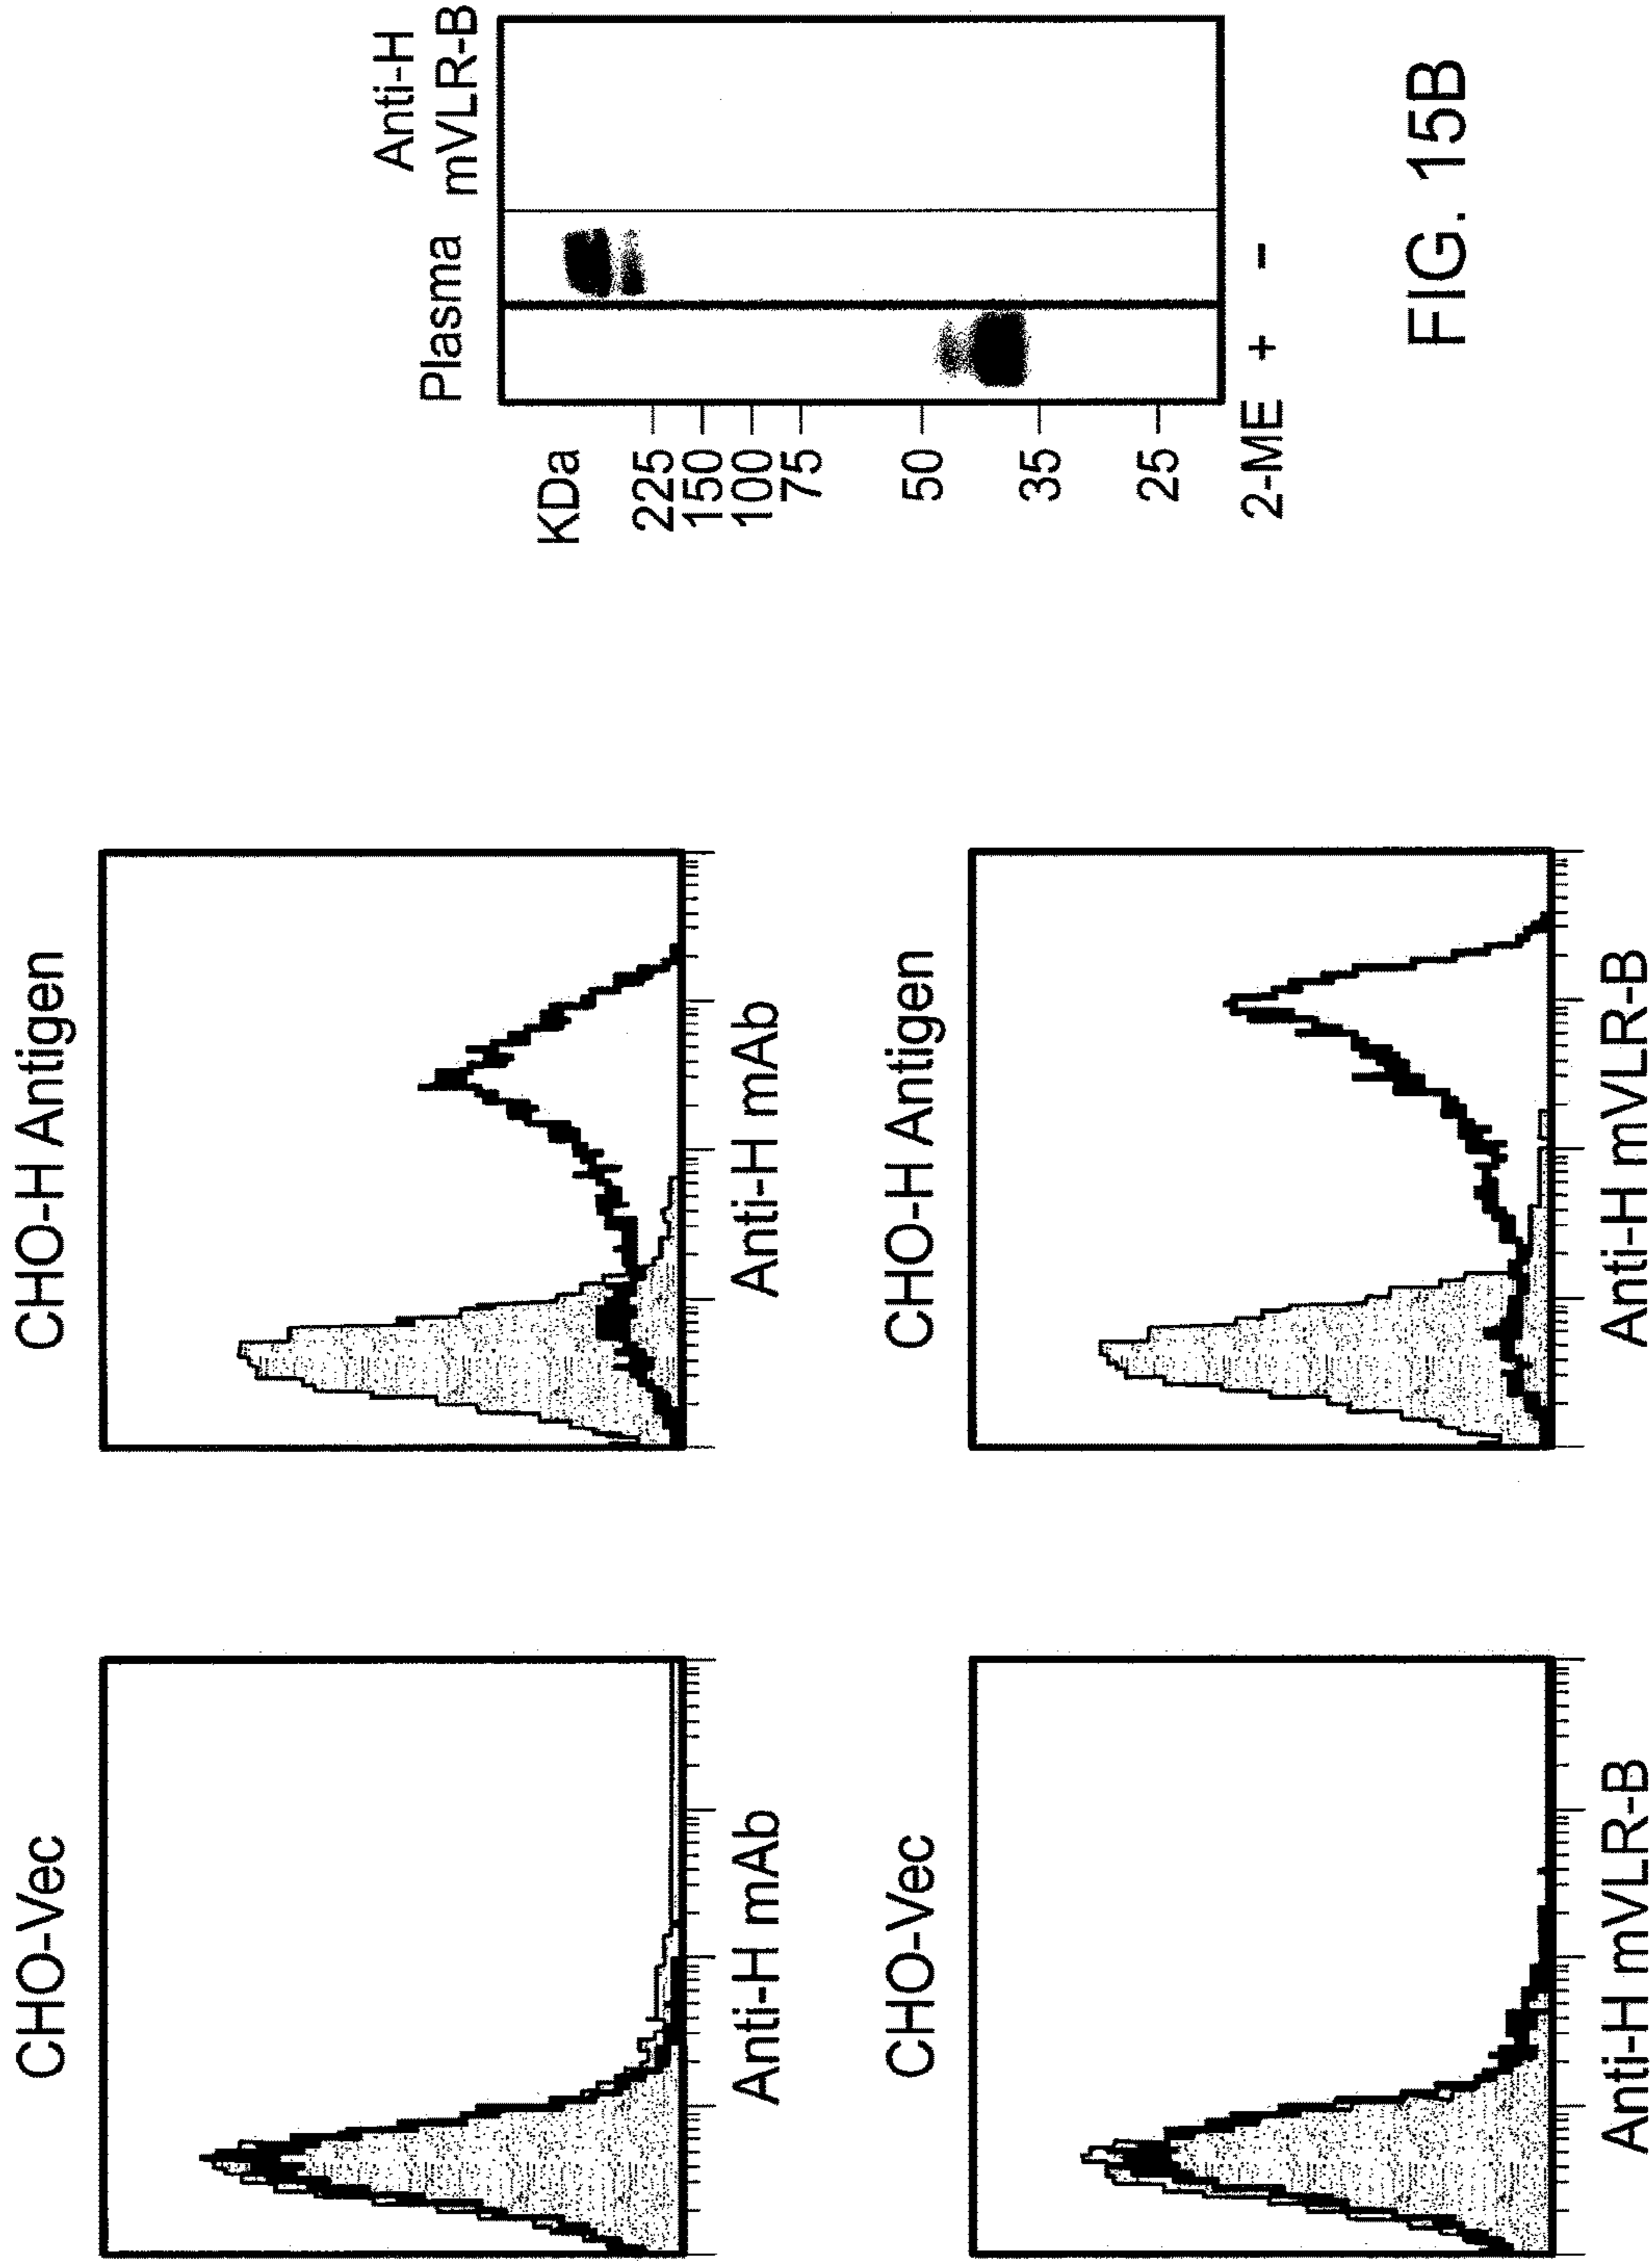 CHO-Vec
Anti-H mAb
CHO-H Antigen
Anti-H mAb
CHO-Vec
Anti-H mVLR-B
CHO-H Antigen
Anti-H mVLR-B
Plasma
Anti-H
mVLR-B
KDa
225
150
100
75
50
35
25
2-ME + -
FIG. 15B